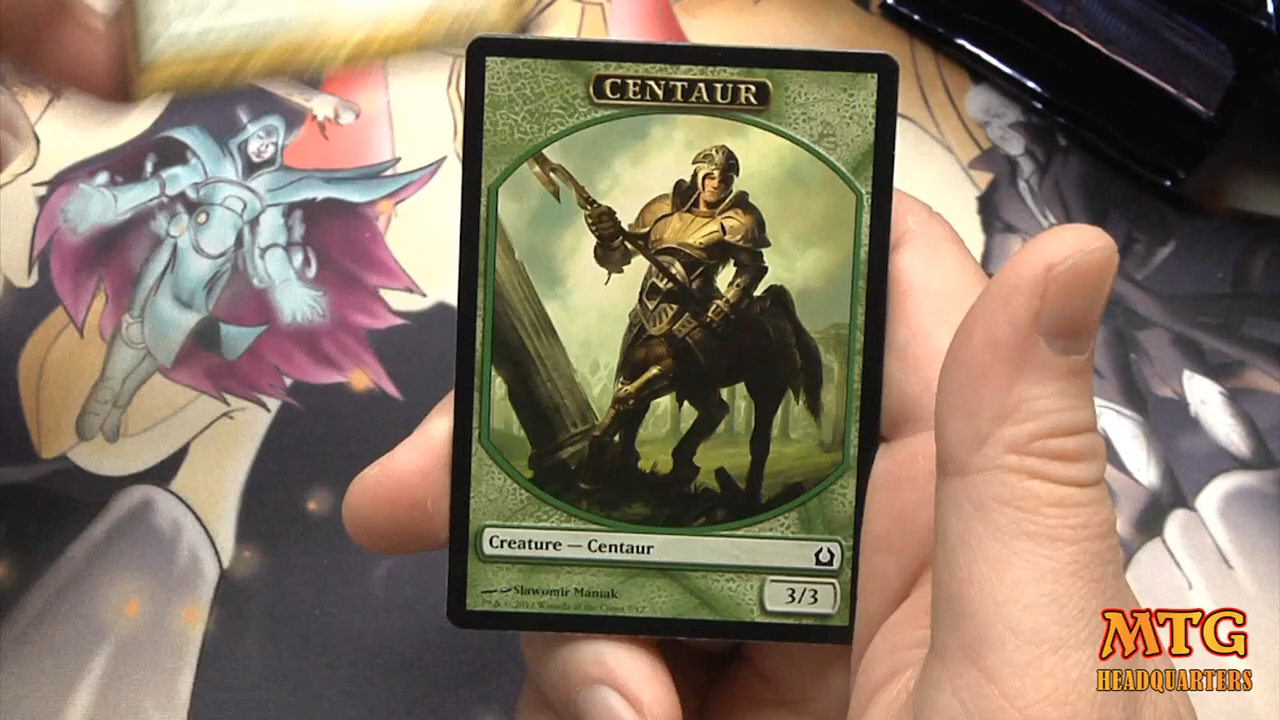 CENTAUR
Creature — Centaur
Slawomir Maniak
3/3
MTG
HEADQUARTERS